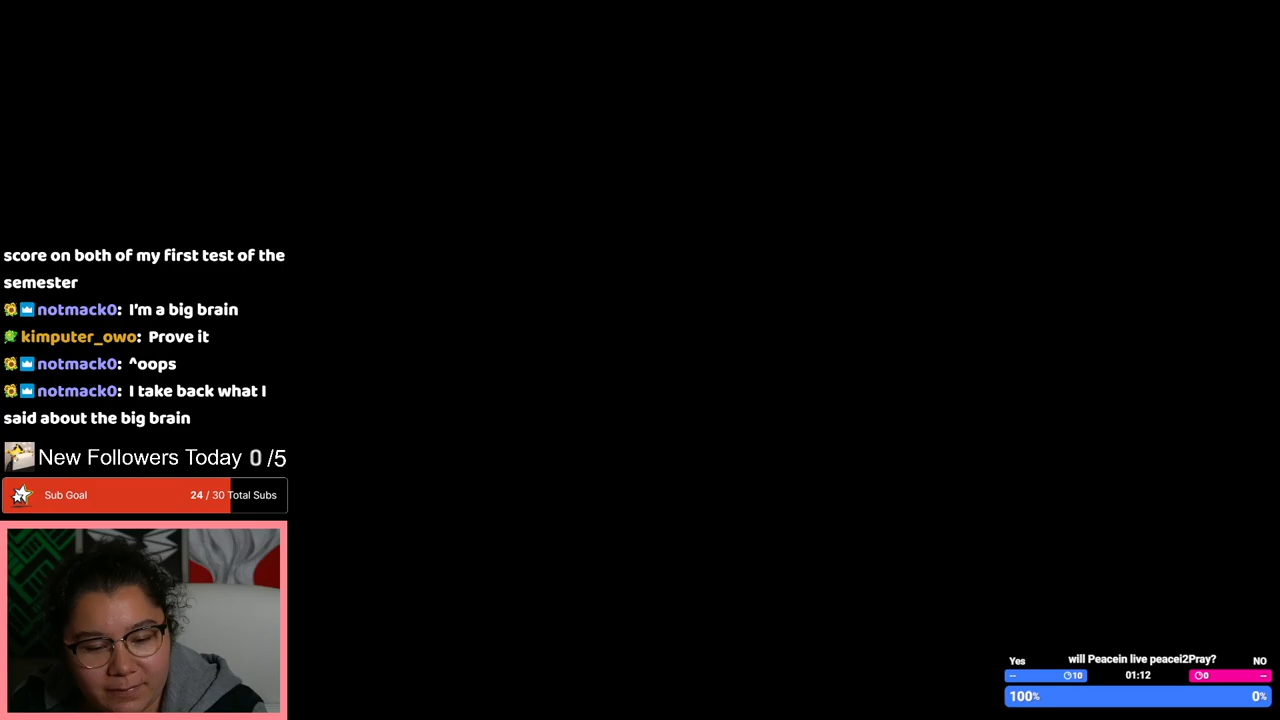 score on both of my first test of the
semester
notmack0: I'm a big brain
kimputer_owo: Prove it
notmack0: ^oops
notmack0: I take back what I
said about the big brain
New Followers Today 0 /5
Sub Goal 24 / 30 Total Subs
Yes will Peacein live peacei2Pray? NO
-- 10 01:12 0 --
100% 0%